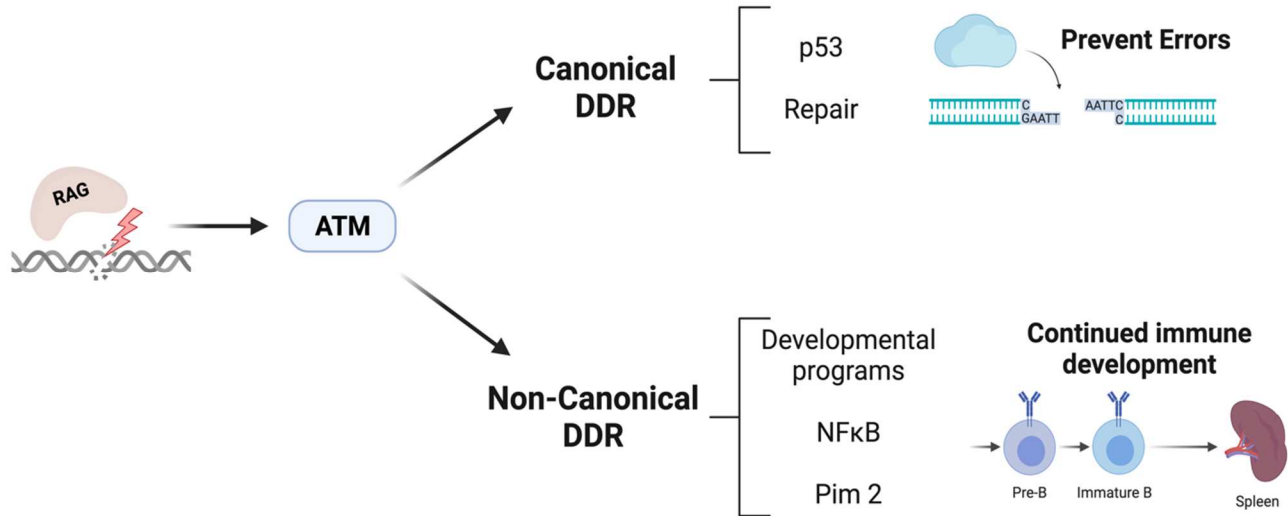 RAG
ATM
Canonical
DDR
p53
Repair
Prevent Errors
C
GAATT
AATTC
C
Non-Canonical
DDR
Developmental
programs
NFκB
Pim 2
Continued immune
development
Pre-B
Immature B
Spleen